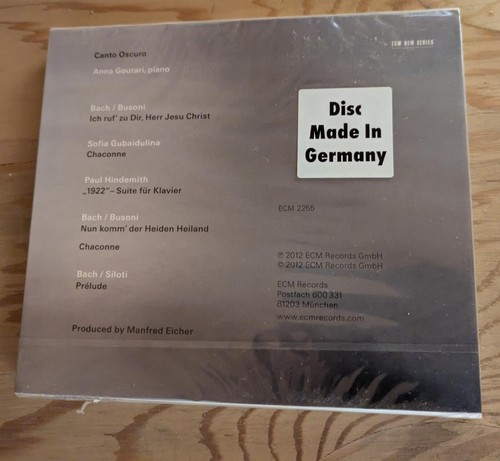 ECM NEW SERIES
Canto Oscuro
Anna Gourari, piano
Bach / Busoni
Ich ruf' zu Dir, Herr Jesu Christ
Sofia Gubaidulina
Chaconne
Paul Hindemith
„1922" – Suite für Klavier
Bach / Busoni
Nun komm' der Heiden Heiland
Chaconne
Bach / Siloti
Prélude
Produced by Manfred Eicher
Disc
Made In
Germany
ECM 2255
℗ 2012 ECM Records GmbH
© 2012 ECM Records GmbH
ECM Records
Postfach 600 331
81203 München
www.ecmrecords.com